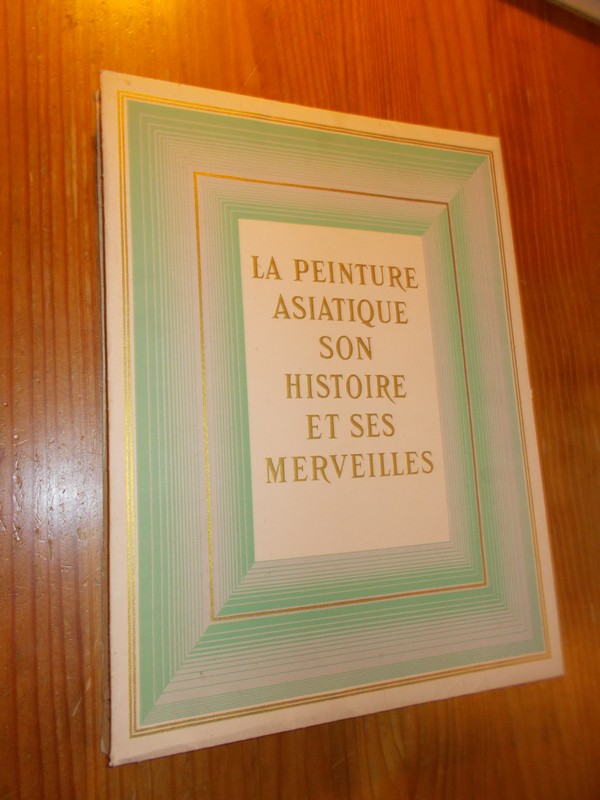 LA PEINTURE
ASIATIQUE
SON
HISTOIRE
ET SES
MERVEILLES